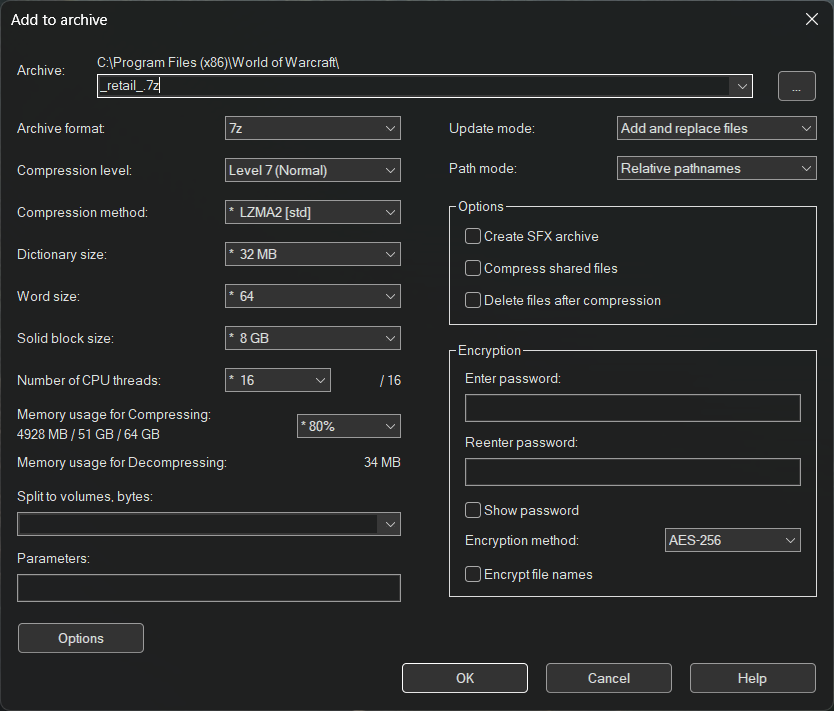 Add to archive
Archive:
C:\Program Files (x86)\World of Warcraft\
_retail_.7z
...
Archive format:
7z
Compression level:
Level 7 (Normal)
Compression method:
* LZMA2 [std]
Dictionary size:
* 32 MB
Word size:
* 64
Solid block size:
* 8 GB
Number of CPU threads:
* 16
/ 16
Memory usage for Compressing:
4928 MB / 51 GB / 64 GB
* 80%
Memory usage for Decompressing:
34 MB
Split to volumes, bytes:
Parameters:
Options
Update mode:
Add and replace files
Path mode:
Relative pathnames
Options
Create SFX archive
Compress shared files
Delete files after compression
Encryption
Enter password:
Reenter password:
Show password
Encryption method:
AES-256
Encrypt file names
OK
Cancel
Help